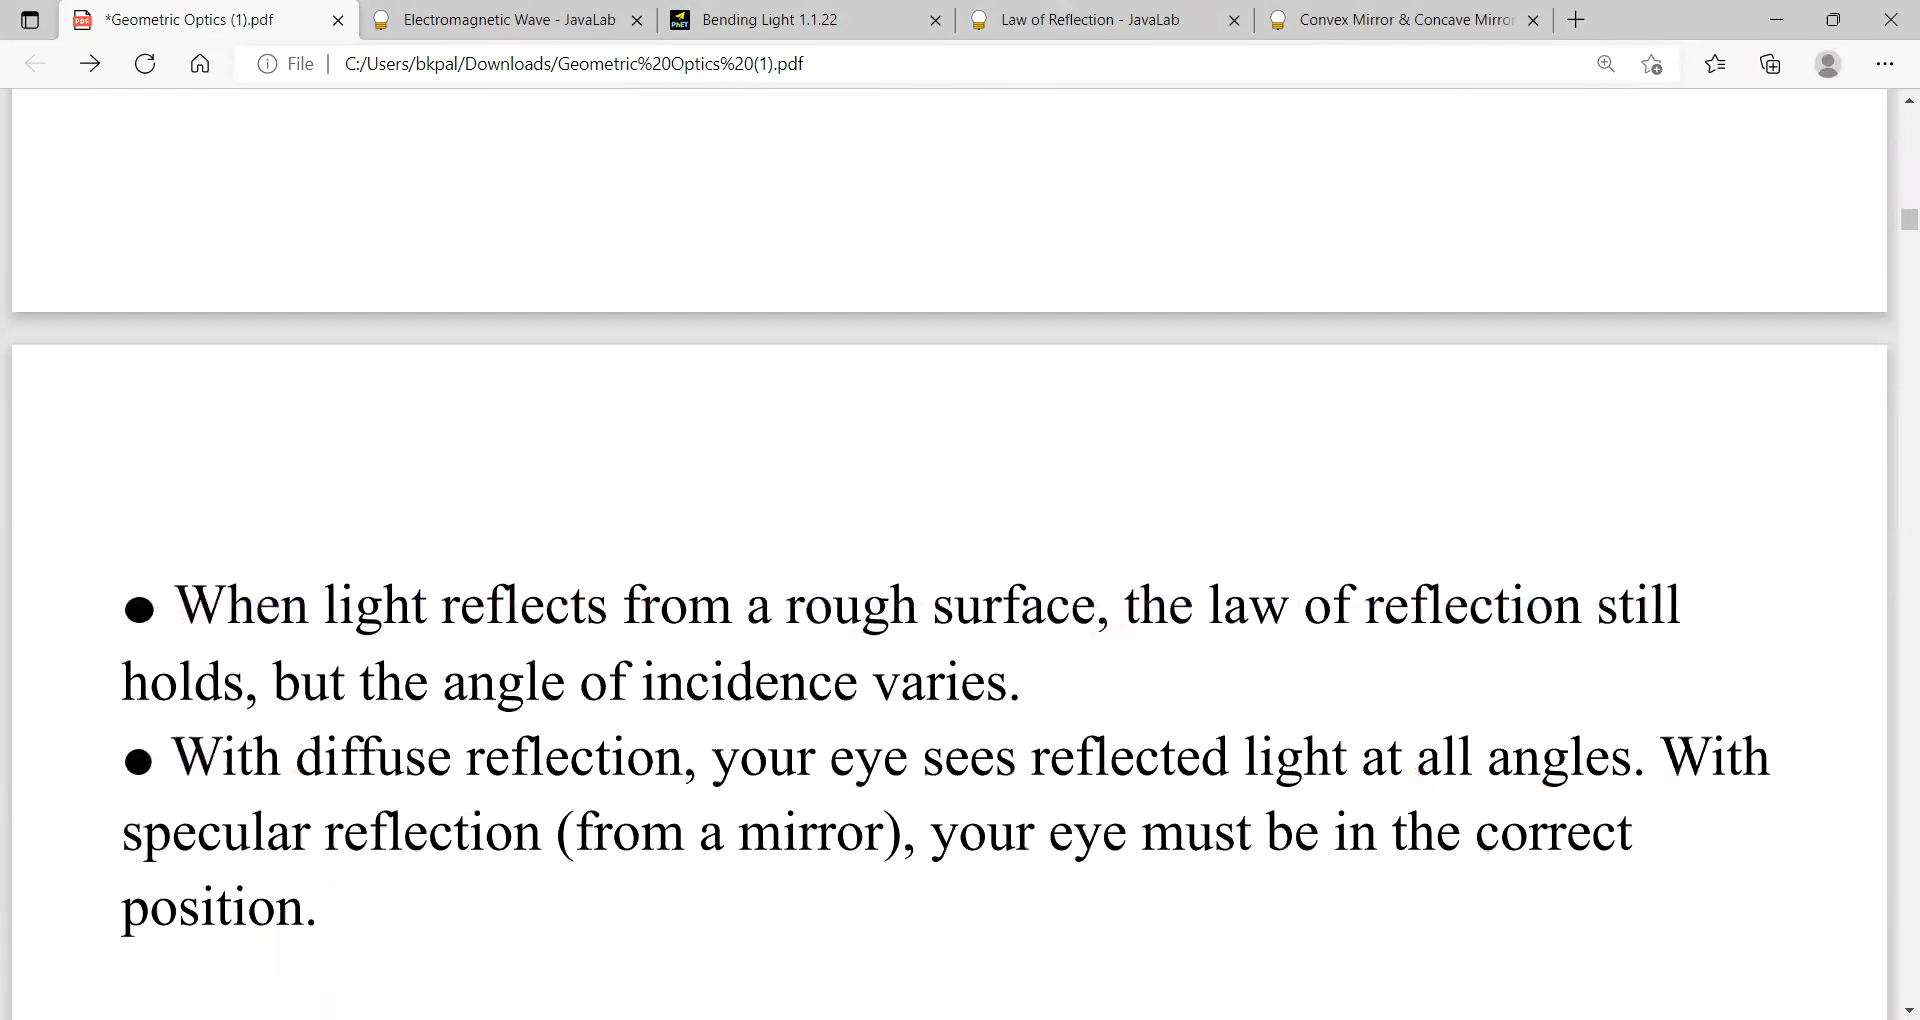 *Geometric Optics (1).pdf
Electromagnetic Wave - JavaLab
Bending Light 1.1.22
Law of Reflection - JavaLab
Convex Mirror & Concave Mirror
File
C:/Users/bkpal/Downloads/Geometric%20Optics%20(1).pdf
● When light reflects from a rough surface, the law of reflection still
holds, but the angle of incidence varies.
● With diffuse reflection, your eye sees reflected light at all angles. With
specular reflection (from a mirror), your eye must be in the correct
position.